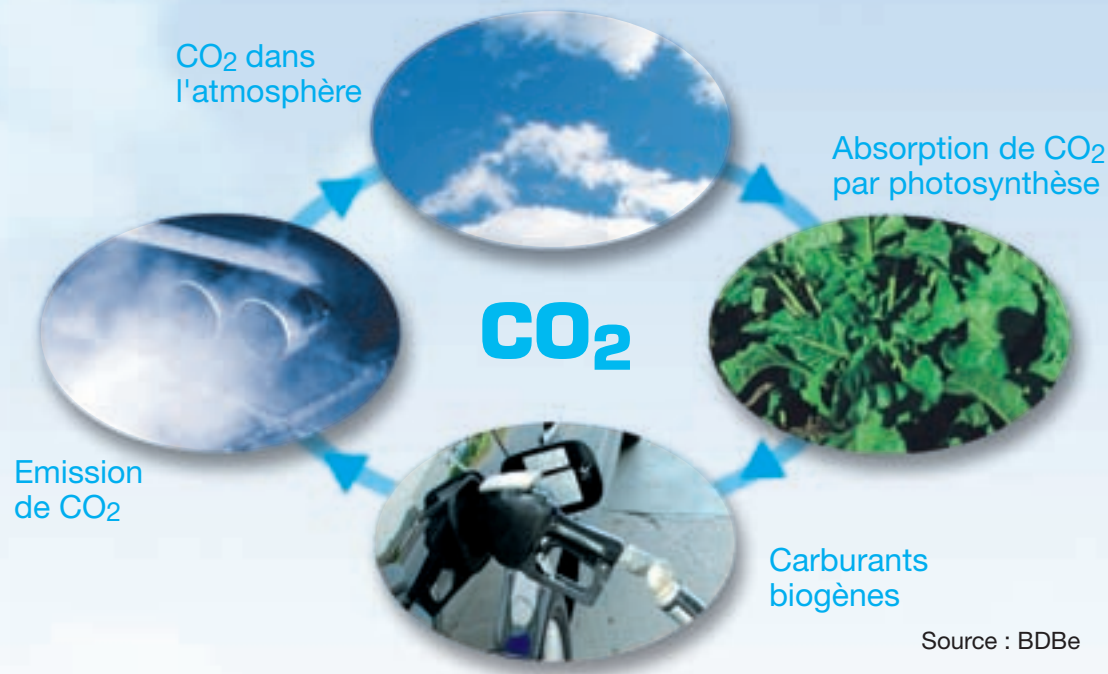 CO2 dans
l'atmosphère
Absorption de CO2
par photosynthèse
CO2
Emission
de CO2
Carburants
biogènes
Source : BDBe